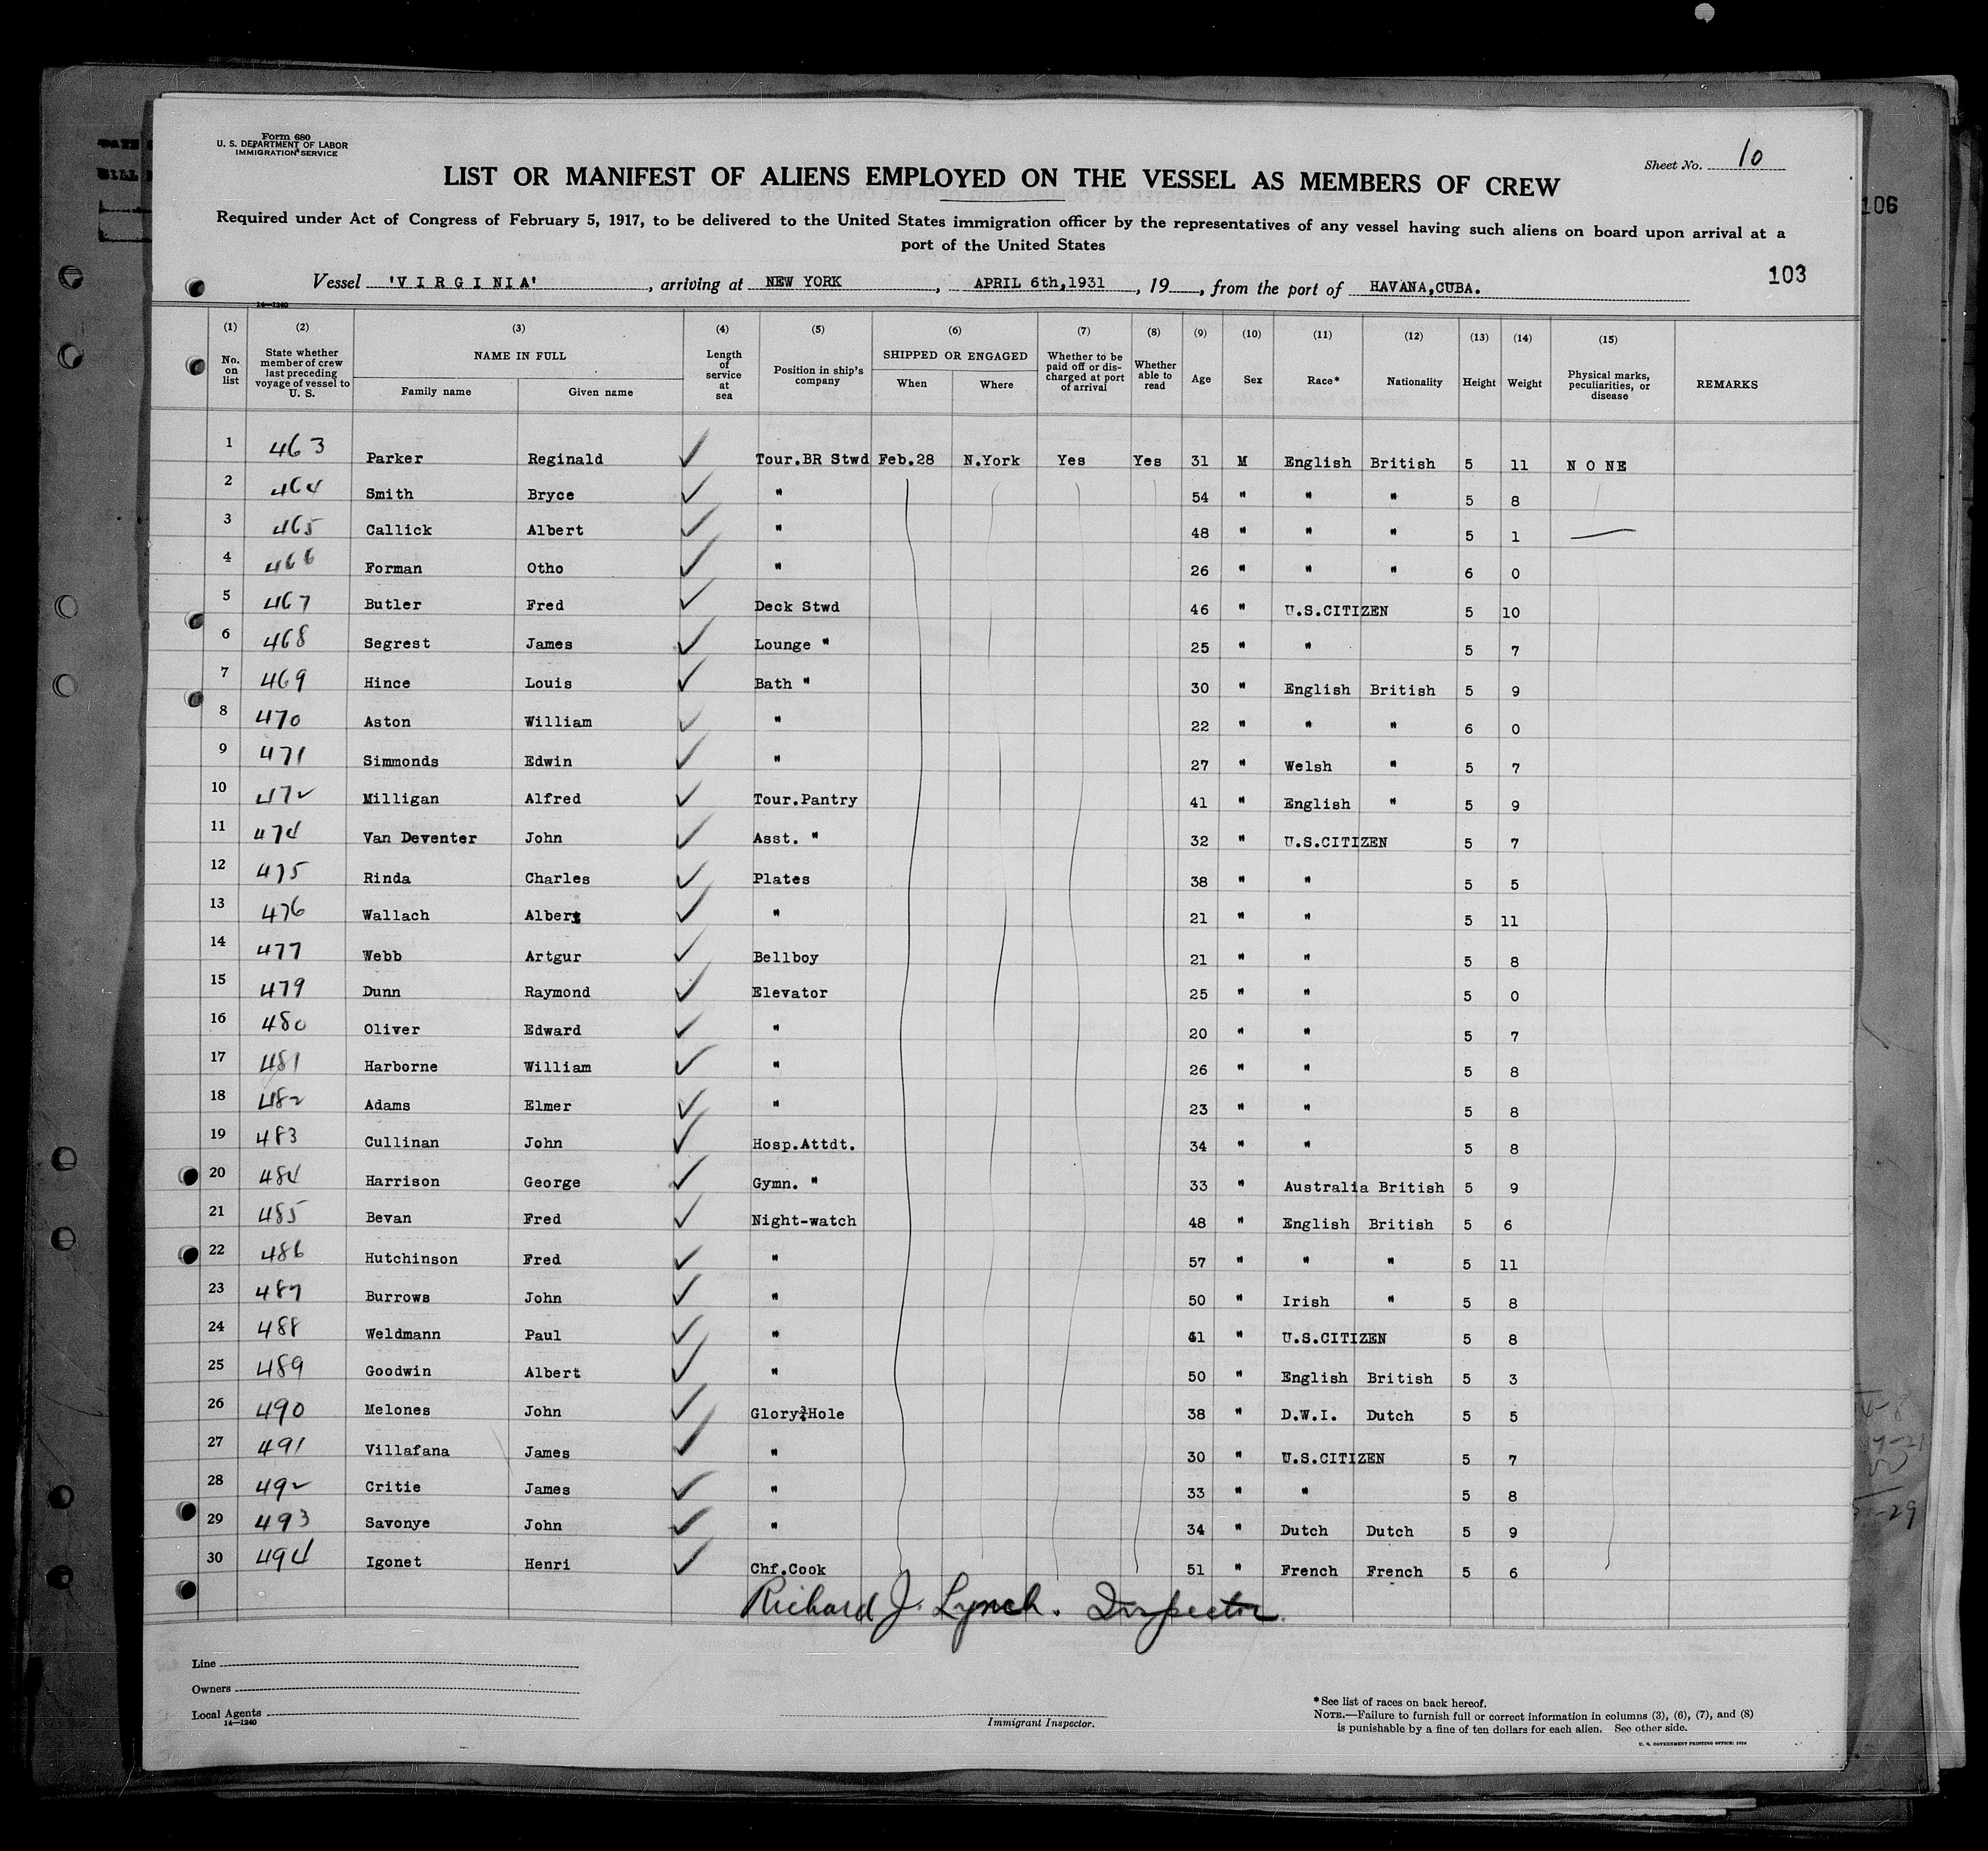 Form 680
U. S. DEPARTMENT OF LABOR
IMMIGRATION SERVICE
Sheet No. 10
LIST OR MANIFEST OF ALIENS EMPLOYED ON THE VESSEL AS MEMBERS OF CREW
Required under Act of Congress of February 5, 1917, to be delivered to the United States immigration officer by the representatives of any vessel having such aliens on board upon arrival at a
port of the United States
106
103
Vessel 'VIRGINIA', arriving at NEW YORK, APRIL 6th,1931, 19, from the port of HAVANA,CUBA.
14—1240
(1) (2) (3) (4) (5) (6) (7) (8) (9) (10) (11) (12) (13) (14) (15)
No. on list | State whether member of crew last preceding voyage of vessel to U. S. | NAME IN FULL | Family name | Given name | Length of service at sea | Position in ship's company | SHIPPED OR ENGAGED | When | Where | Whether to be paid off or discharged at port of arrival | Whether able to read | Age | Sex | Race* | Nationality | Height | Weight | Physical marks, peculiarities, or disease | REMARKS
1 463 Parker Reginald ✓ Tour.BR Stwd Feb.28 N.York Yes Yes 31 M English British 5 11 NONE
2 464 Smith Bryce ✓ " 54 " " " 5 8
3 465 Callick Albert ✓ " 48 " " " 5 1 —
4 466 Forman Otho ✓ " 26 " " " 6 0
5 467 Butler Fred ✓ Deck Stwd 46 " U.S.CITIZEN 5 10
6 468 Segrest James ✓ Lounge " 25 " " 5 7
7 469 Hince Louis ✓ Bath " 30 " English British 5 9
8 470 Aston William ✓ " 22 " " " 6 0
9 471 Simmonds Edwin ✓ " 27 " Welsh " 5 7
10 472 Milligan Alfred ✓ Tour.Pantry 41 " English " 5 9
11 474 Van Deventer John ✓ Asst. " 32 " U.S.CITIZEN 5 7
12 475 Rinda Charles ✓ Plates 38 " " 5 5
13 476 Wallach Albert ✓ " 21 " " 5 11
14 477 Webb Artgur ✓ Bellboy 21 " " 5 8
15 479 Dunn Raymond ✓ Elevator 25 " " 5 0
16 480 Oliver Edward ✓ " 20 " " 5 7
17 481 Harborne William ✓ " 26 " " 5 8
18 482 Adams Elmer ✓ " 23 " " 5 8
19 483 Cullinan John ✓ Hosp.Attdt. 34 " " 5 8
20 484 Harrison George ✓ Gymn. " 33 " Australia British 5 9
21 485 Bevan Fred ✓ Night-watch 48 " English British 5 6
22 486 Hutchinson Fred ✓ " 57 " " " 5 11
23 487 Burrows John ✓ " 50 " Irish " 5 8
24 488 Weldmann Paul ✓ " 41 " U.S.CITIZEN 5 8
25 489 Goodwin Albert ✓ " 50 " English British 5 3
26 490 Melones John ✓ Glory Hole 38 " D.W.I. Dutch 5 5
27 491 Villafana James ✓ " 30 " U.S.CITIZEN 5 7
28 492 Critie James ✓ " 33 " " 5 8
29 493 Savonye John ✓ " 34 " Dutch Dutch 5 9
30 494 Igonet Henri ✓ Chf.Cook 51 " French French 5 6
Richard J. Lynch. Inspector.
Line
Owners
Local Agents
14—1240
Immigrant Inspector.
*See list of races on back hereof.
NOTE.—Failure to furnish full or correct information in columns (3), (6), (7), and (8)
is punishable by a fine of ten dollars for each alien. See other side.
U. S. GOVERNMENT PRINTING OFFICE: